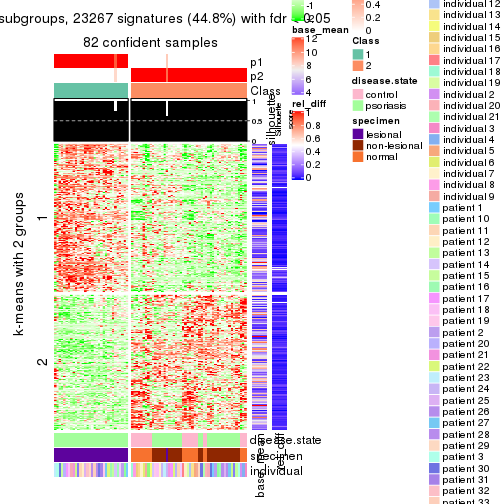 subgroups, 23267 signatures (44.8%) with fdr < 0.05
82 confident samples
p1
p2
Class
1
0.5
0
silhouette
k-means with 2 groups
1
2
disease.state
specimen
individual
base_mean
rel_diff
-1
base_mean
12
10
8
6
4
rel_diff
1
0.8
0.6
0.4
0.2
0
0.4
0.2
0
Class
1
2
disease.state
control
psoriasis
specimen
lesional
non-lesional
normal
individual 12
individual 13
individual 14
individual 15
individual 16
individual 17
individual 18
individual 19
individual 2
individual 20
individual 21
individual 3
individual 4
individual 5
individual 6
individual 7
individual 8
individual 9
patient 1
patient 10
patient 11
patient 12
patient 13
patient 14
patient 15
patient 16
patient 17
patient 18
patient 19
patient 2
patient 20
patient 21
patient 22
patient 23
patient 24
patient 25
patient 26
patient 27
patient 28
patient 29
patient 3
patient 30
patient 31
patient 32
patient 33